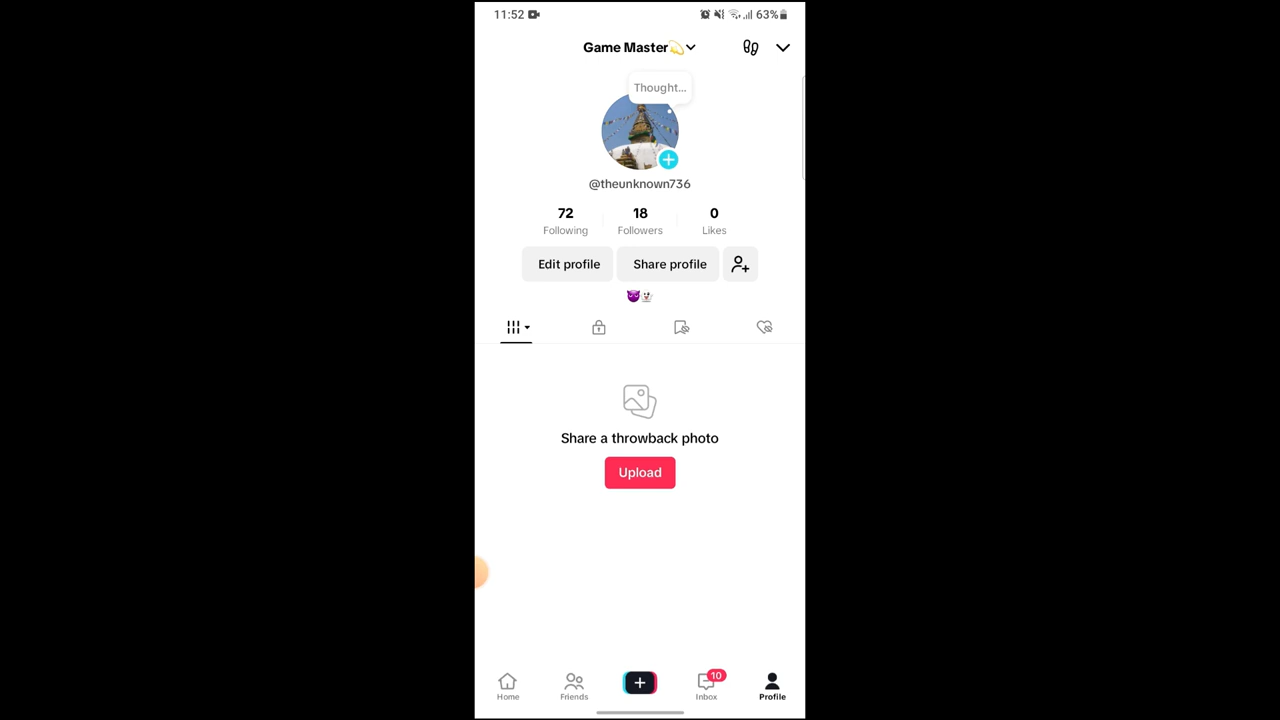 11:52 63%
Game Master💫
Thought...
@theunknown736
72 18 0
Following Followers Likes
Edit profile Share profile
😈
Share a throwback photo
Upload
10
Home Friends Inbox Profile